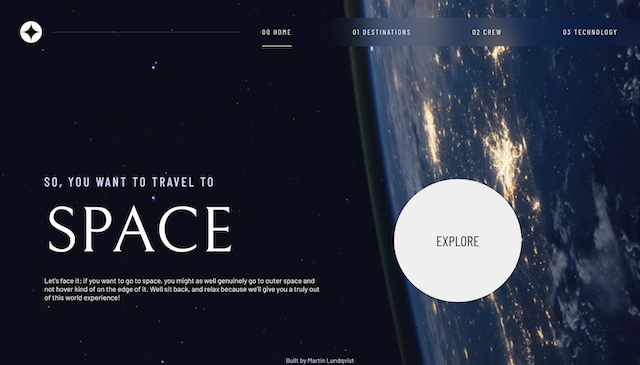 00 HOME
01 DESTINATIONS
02 CREW
03 TECHNOLOGY
SO, YOU WANT TO TRAVEL TO
SPACE
Let's face it; if you want to go to space, you might as well genuinely go to outer space and
not hover kind of on the edge of it. Well sit back, and relax because we'll give you a truly out
of this world experience!
EXPLORE
Built by Martin Lundqvist